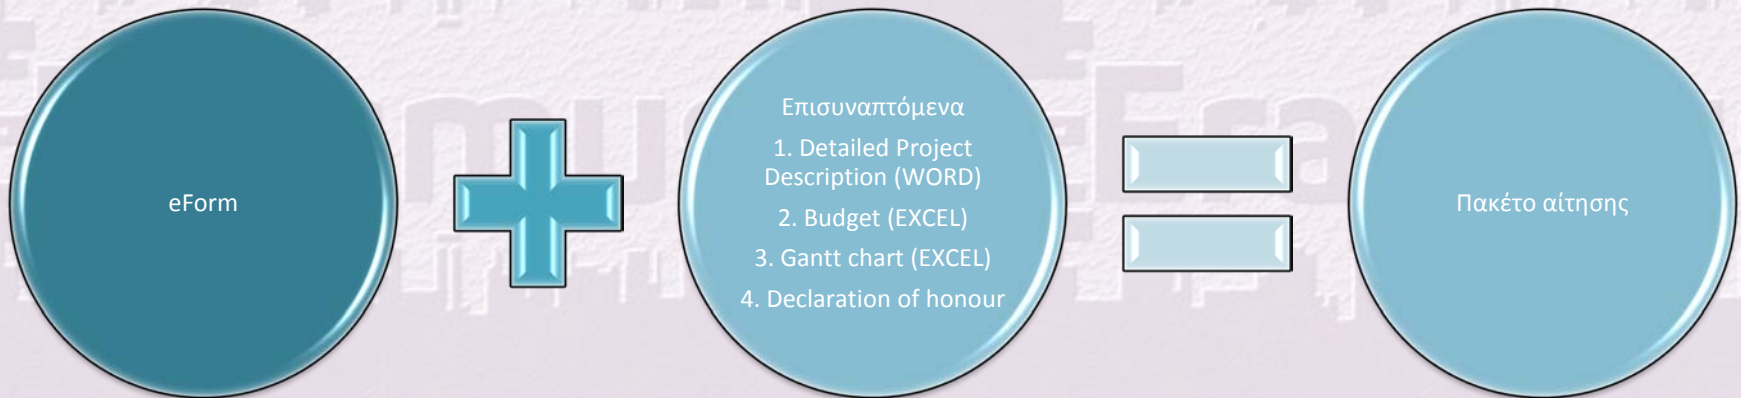 eForm
Επισυναπτόμενα
1. Detailed Project
Description (WORD)
2. Budget (EXCEL)
3. Gantt chart (EXCEL)
4. Declaration of honour
Πακέτο αίτησης